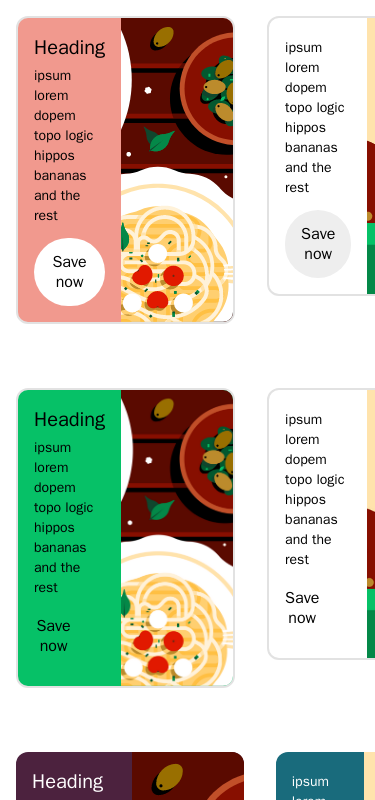 Heading
ipsum
lorem
dopem
topo logic
hippos
bananas
and the
rest
Save
now
ipsum
lorem
dopem
topo logic
hippos
bananas
and the
rest
Save
now
Heading
ipsum
lorem
dopem
topo logic
hippos
bananas
and the
rest
Save
now
ipsum
lorem
dopem
topo logic
hippos
bananas
and the
rest
Save
now
Heading
ipsum
lorem